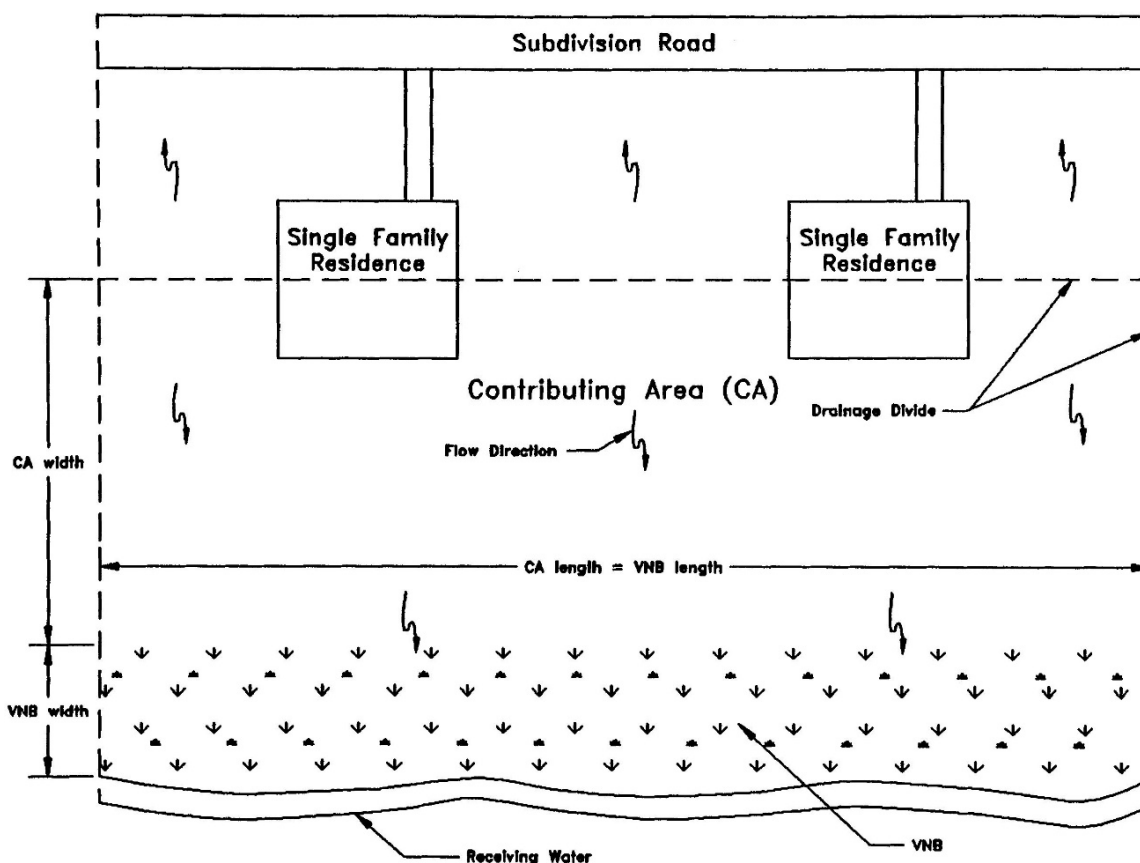 Subdivision Road
Single Family
Residence
Single Family
Residence
Contributing Area (CA)
Drainage Divide
Flow Direction
CA width
CA length = VNB length
VNB width
VNB
Receiving Water